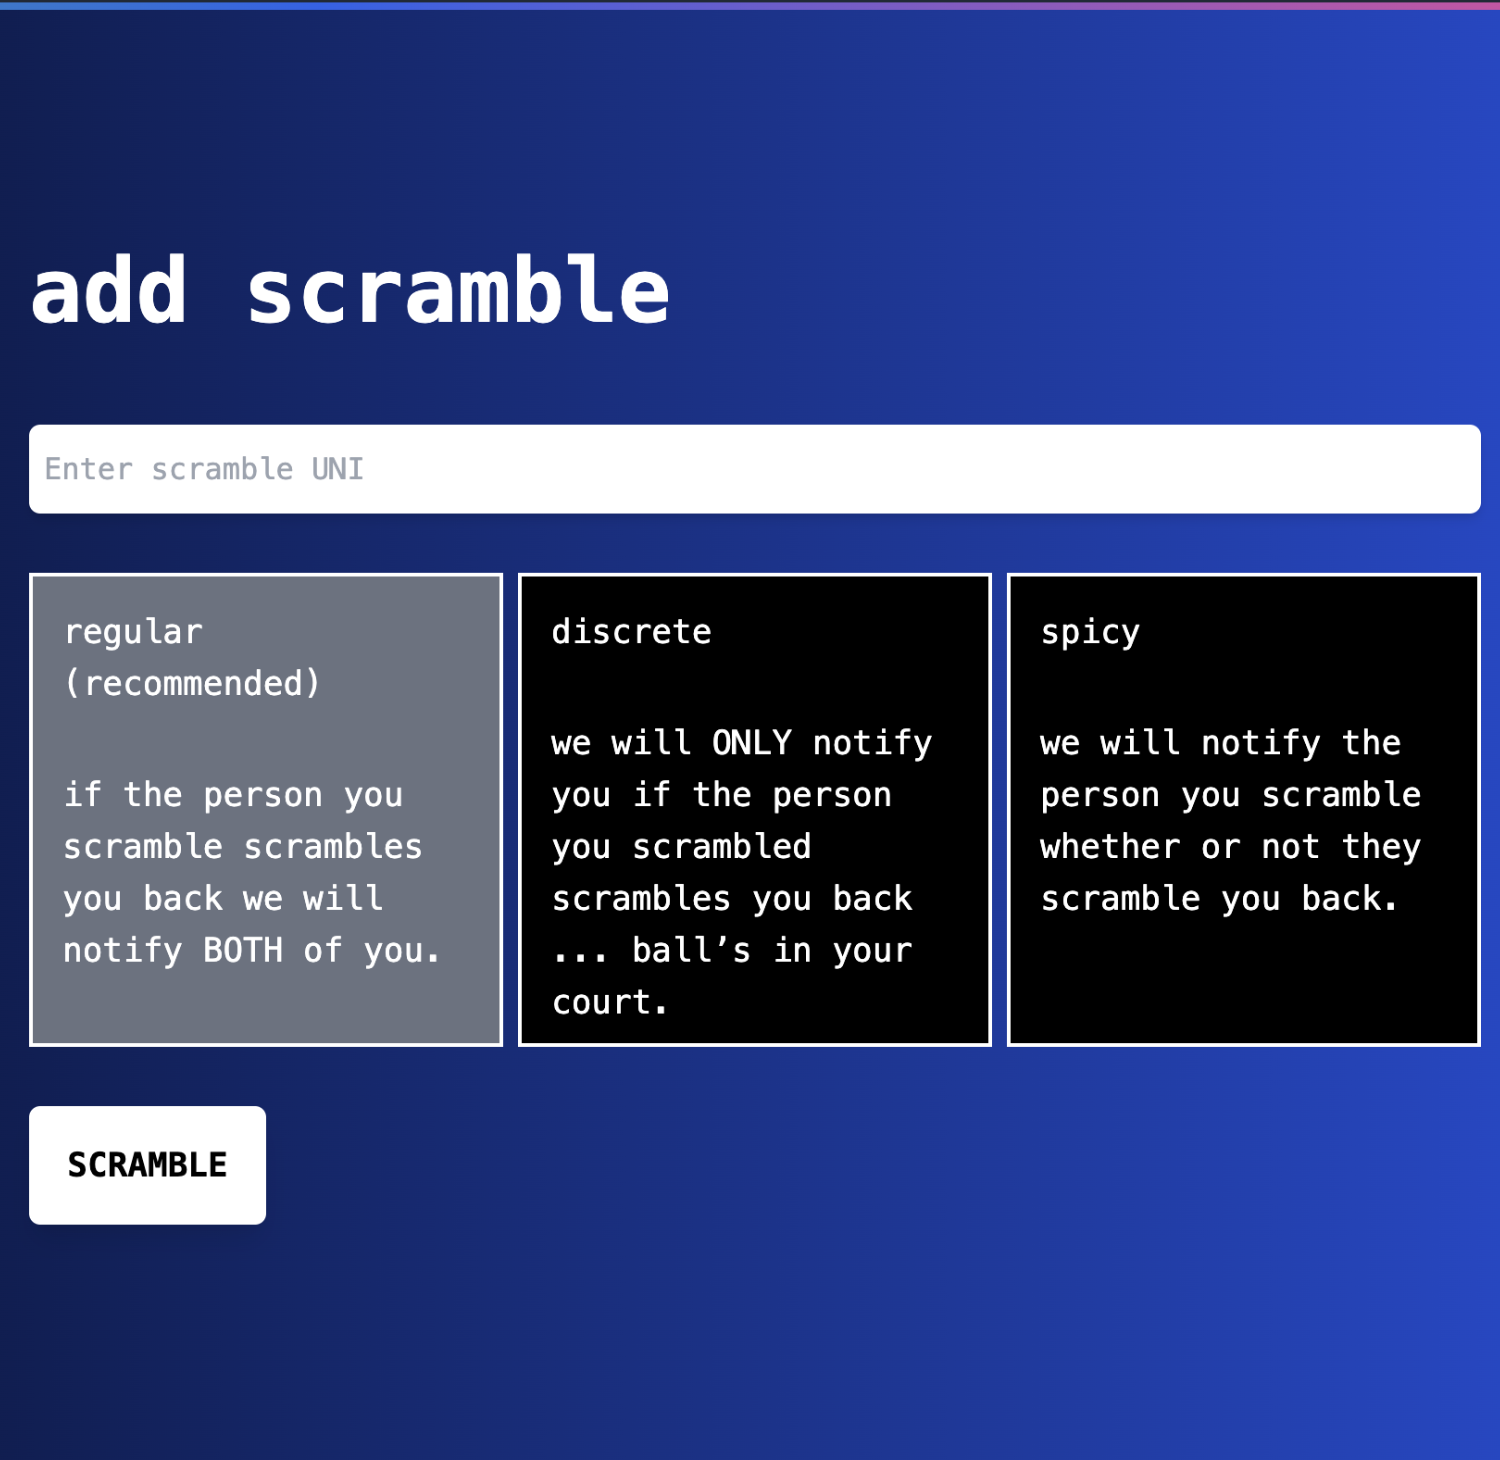 add scramble
Enter scramble UNI
regular
(recommended)
if the person you
scramble scrambles
you back we will
notify BOTH of you.
discrete
we will ONLY notify
you if the person
you scrambled
scrambles you back
... ball’s in your
court.
spicy
we will notify the
person you scramble
whether or not they
scramble you back.
SCRAMBLE